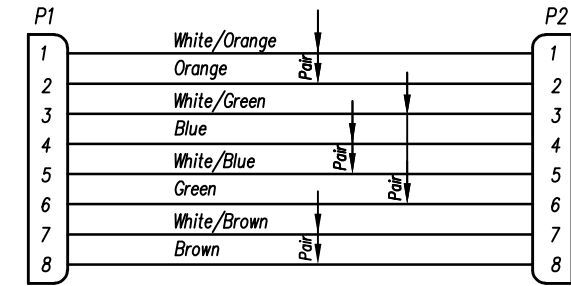 P1 P2
1 White/Orange 1
Orange Pair
2 2
White/Green
3 3
Blue
4 4
White/Blue Pair
5 5
Green Pair
6 6
White/Brown
7 7
Brown Pair
8 8